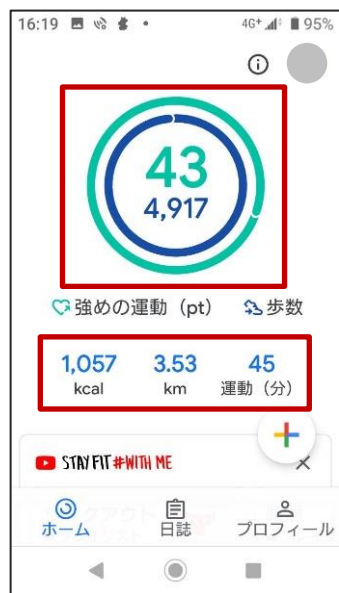 16:19 4G+ 95%
43
4,917
強めの運動（pt） 歩数
1,057 3.53 45
kcal km 運動（分）
STAY FIT #WITH ME
ホーム 日誌 プロフィール